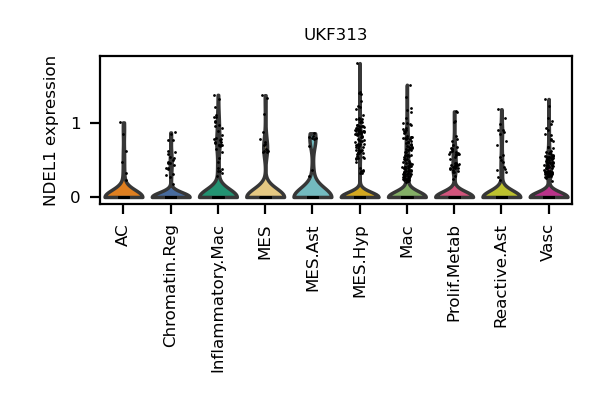 UKF313
NDEL1 expression
1
0
AC
Chromatin.Reg
Inflammatory.Mac
MES
MES.Ast
MES.Hyp
Mac
Prolif.Metab
Reactive.Ast
Vasc